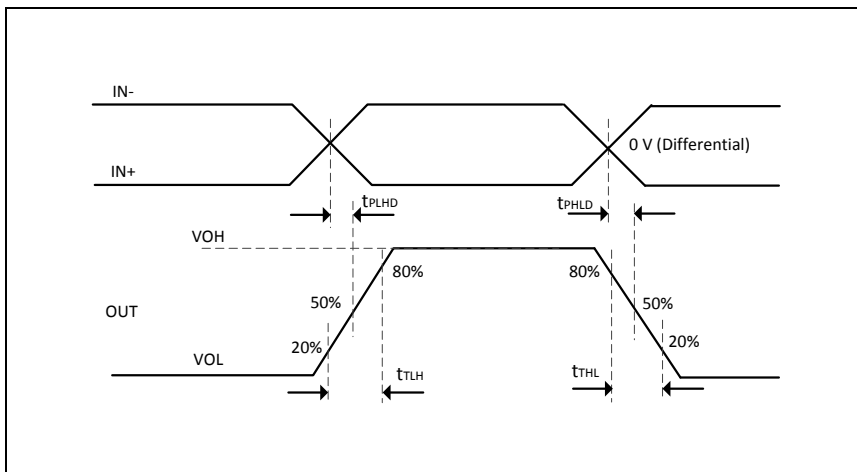 IN-
0 V (Differential)
IN+
tPLHD
tPHLD
VOH
80%
80%
50%
50%
OUT
20%
20%
VOL
tTLH
tTHL